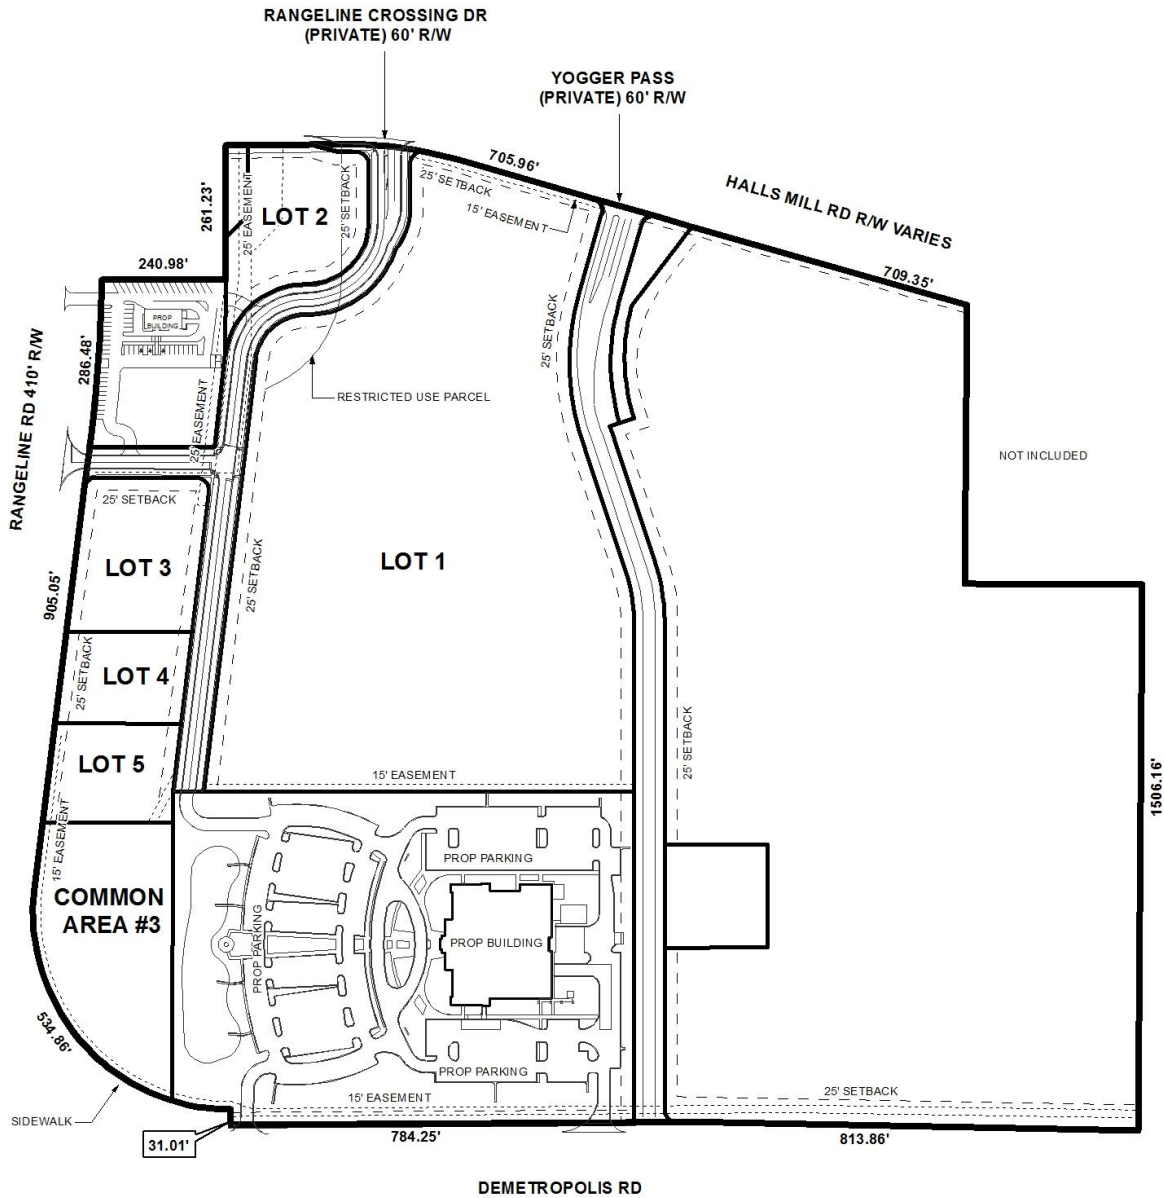 RANGELINE CROSSING DR
(PRIVATE) 60' R/W
YOGGER PASS
(PRIVATE) 60' R/W
705.96'
HALLS MILL RD R/W VARIES
709.35'
261.23'
25' EASEMENT
LOT 2
25' SETBACK
25' SETBACK
15' EASEMENT
240.98'
PROP
BUILDING
286.48'
RANGELINE RD 410' R/W
25' EASEMENT
RESTRICTED USE PARCEL
25' SETBACK
NOT INCLUDED
25' SETBACK
LOT 3
25' SETBACK
LOT 1
905.05'
25' SETBACK
LOT 4
25' SETBACK
LOT 5
15' EASEMENT
15' EASEMENT
1506.16'
COMMON
AREA #3
PROP PARKING
PROP PARKING
PROP BUILDING
PROP PARKING
534.86'
SIDEWALK
15' EASEMENT
25' SETBACK
31.01'
784.25'
813.86'
DEMETROPOLIS RD